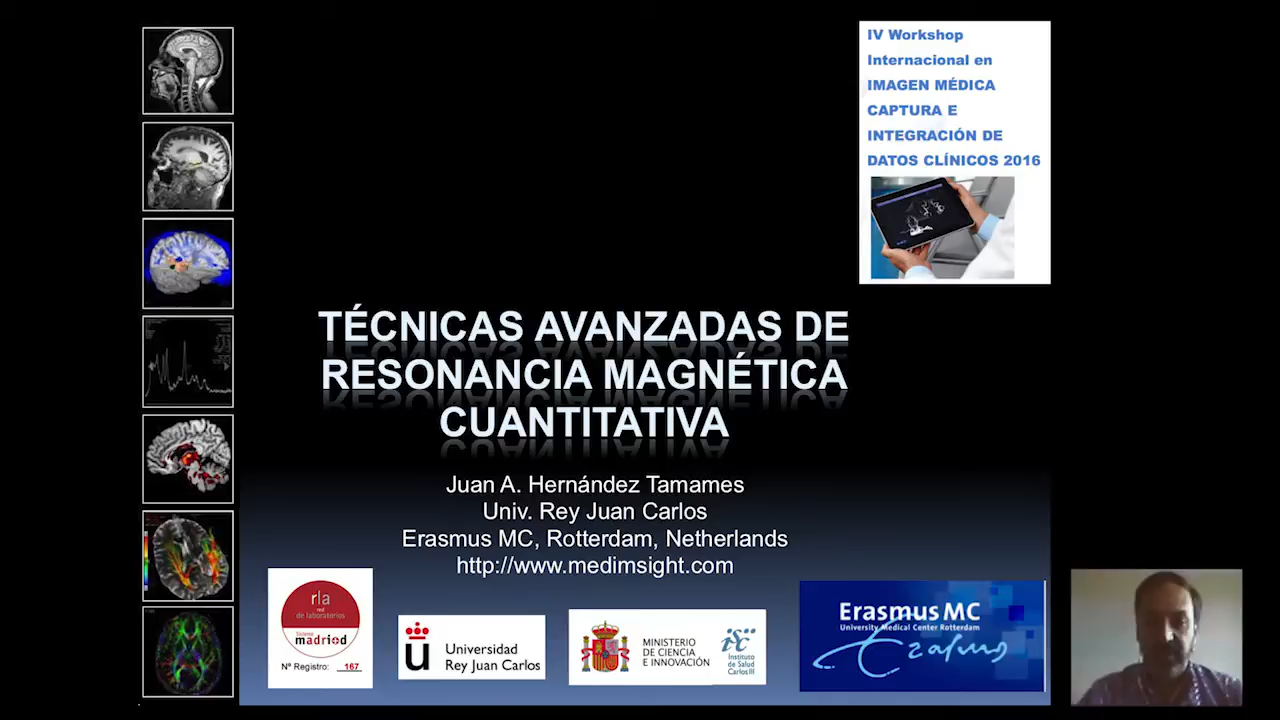 IV Workshop
Internacional en
IMAGEN MÉDICA
CAPTURA E
INTEGRACIÓN DE
DATOS CLÍNICOS 2016
TÉCNICAS AVANZADAS DE
RESONANCIA MAGNÉTICA
CUANTITATIVA
Juan A. Hernández Tamames
Univ. Rey Juan Carlos
Erasmus MC, Rotterdam, Netherlands
http://www.medimsight.com
r|a
red
de laboratorios
Sistema
madrid
Nº Registro: 167
u
Universidad
Rey Juan Carlos
MINISTERIO
DE CIENCIA
E INNOVACIÓN
isc
Instituto
de Salud
Carlos III
Erasmus MC
University Medical Center Rotterdam
Erasmus